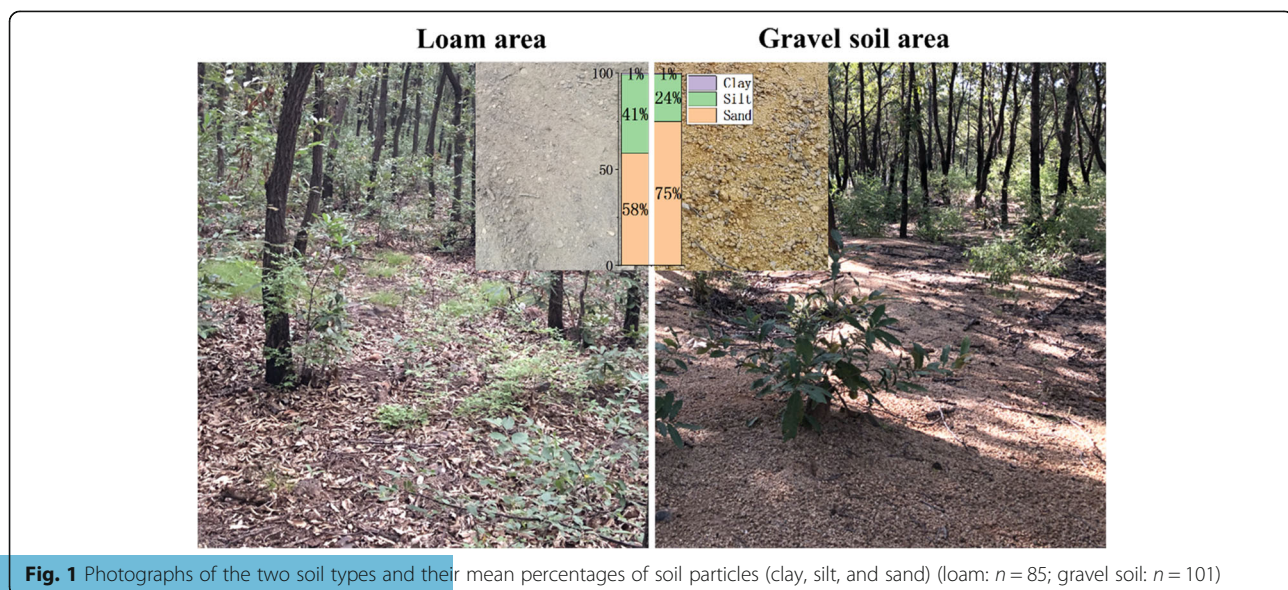 Loam area
Gravel soil area
100
50
0
1%
41%
58%
1%
24%
75%
Clay
Silt
Sand
Fig. 1 Photographs of the two soil types and their mean percentages of soil particles (clay, silt, and sand) (loam: n = 85; gravel soil: n = 101)